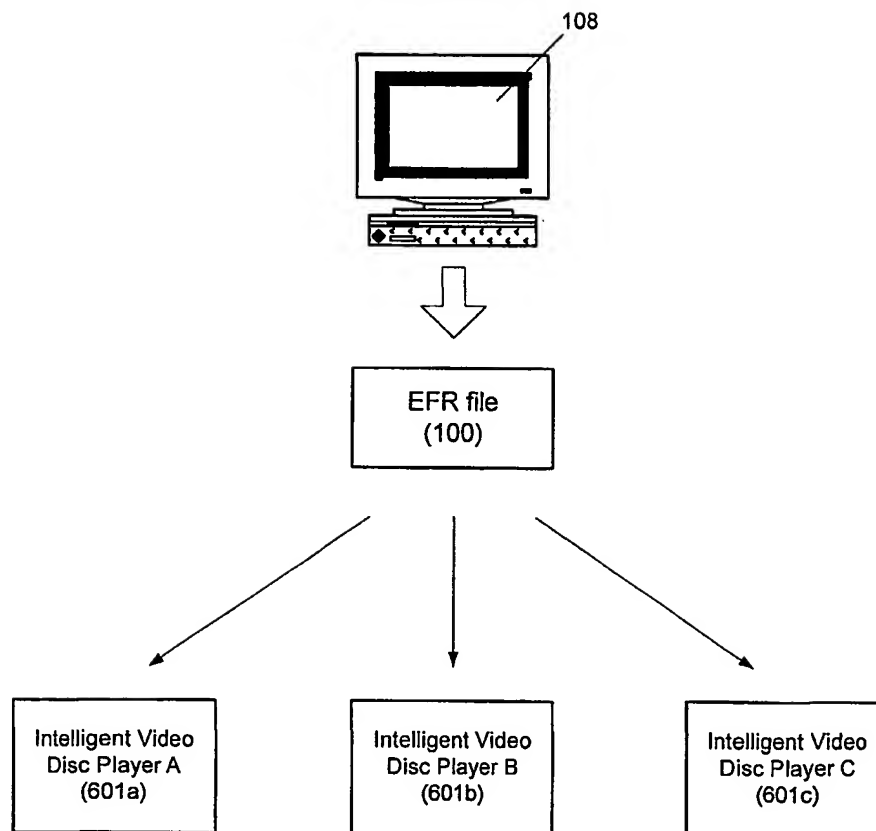 108
EFR file
(100)
Intelligent Video
Disc Player A
(601a)
Intelligent Video
Disc Player B
(601b)
Intelligent Video
Disc Player C
(601c)